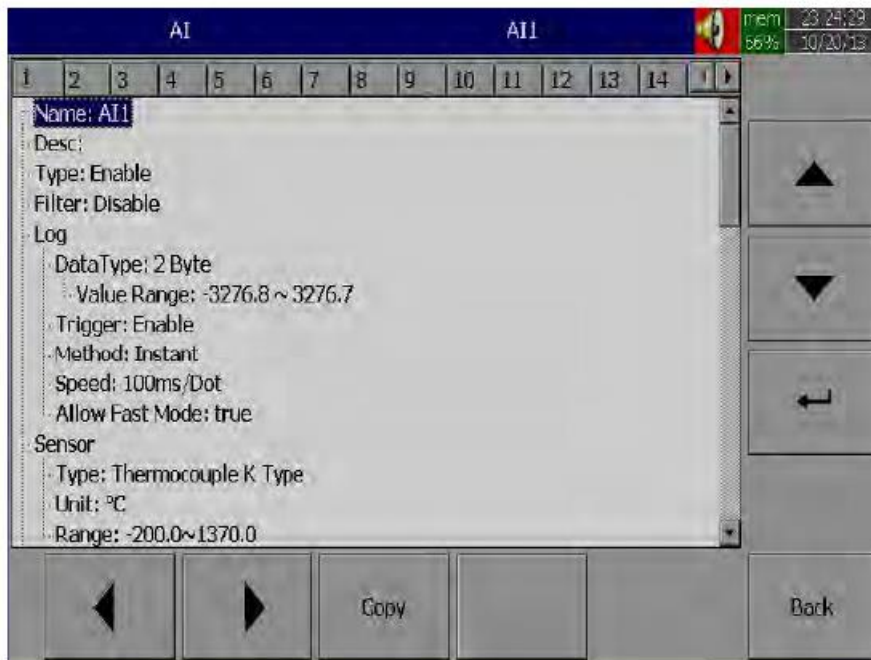 AI AI1 mem 23:24:29
66% 10/20/13
1 2 3 4 5 6 7 8 9 10 11 12 13 14
Name: AI1
Desc:
Type: Enable
Filter: Disable
Log
DataType: 2 Byte
Value Range: -3276.8 ~ 3276.7
Trigger: Enable
Method: Instant
Speed: 100ms/Dot
Allow Fast Mode: true
Sensor
Type: Thermocouple K Type
Unit: °C
Range: -200.0~1370.0
Copy
Back